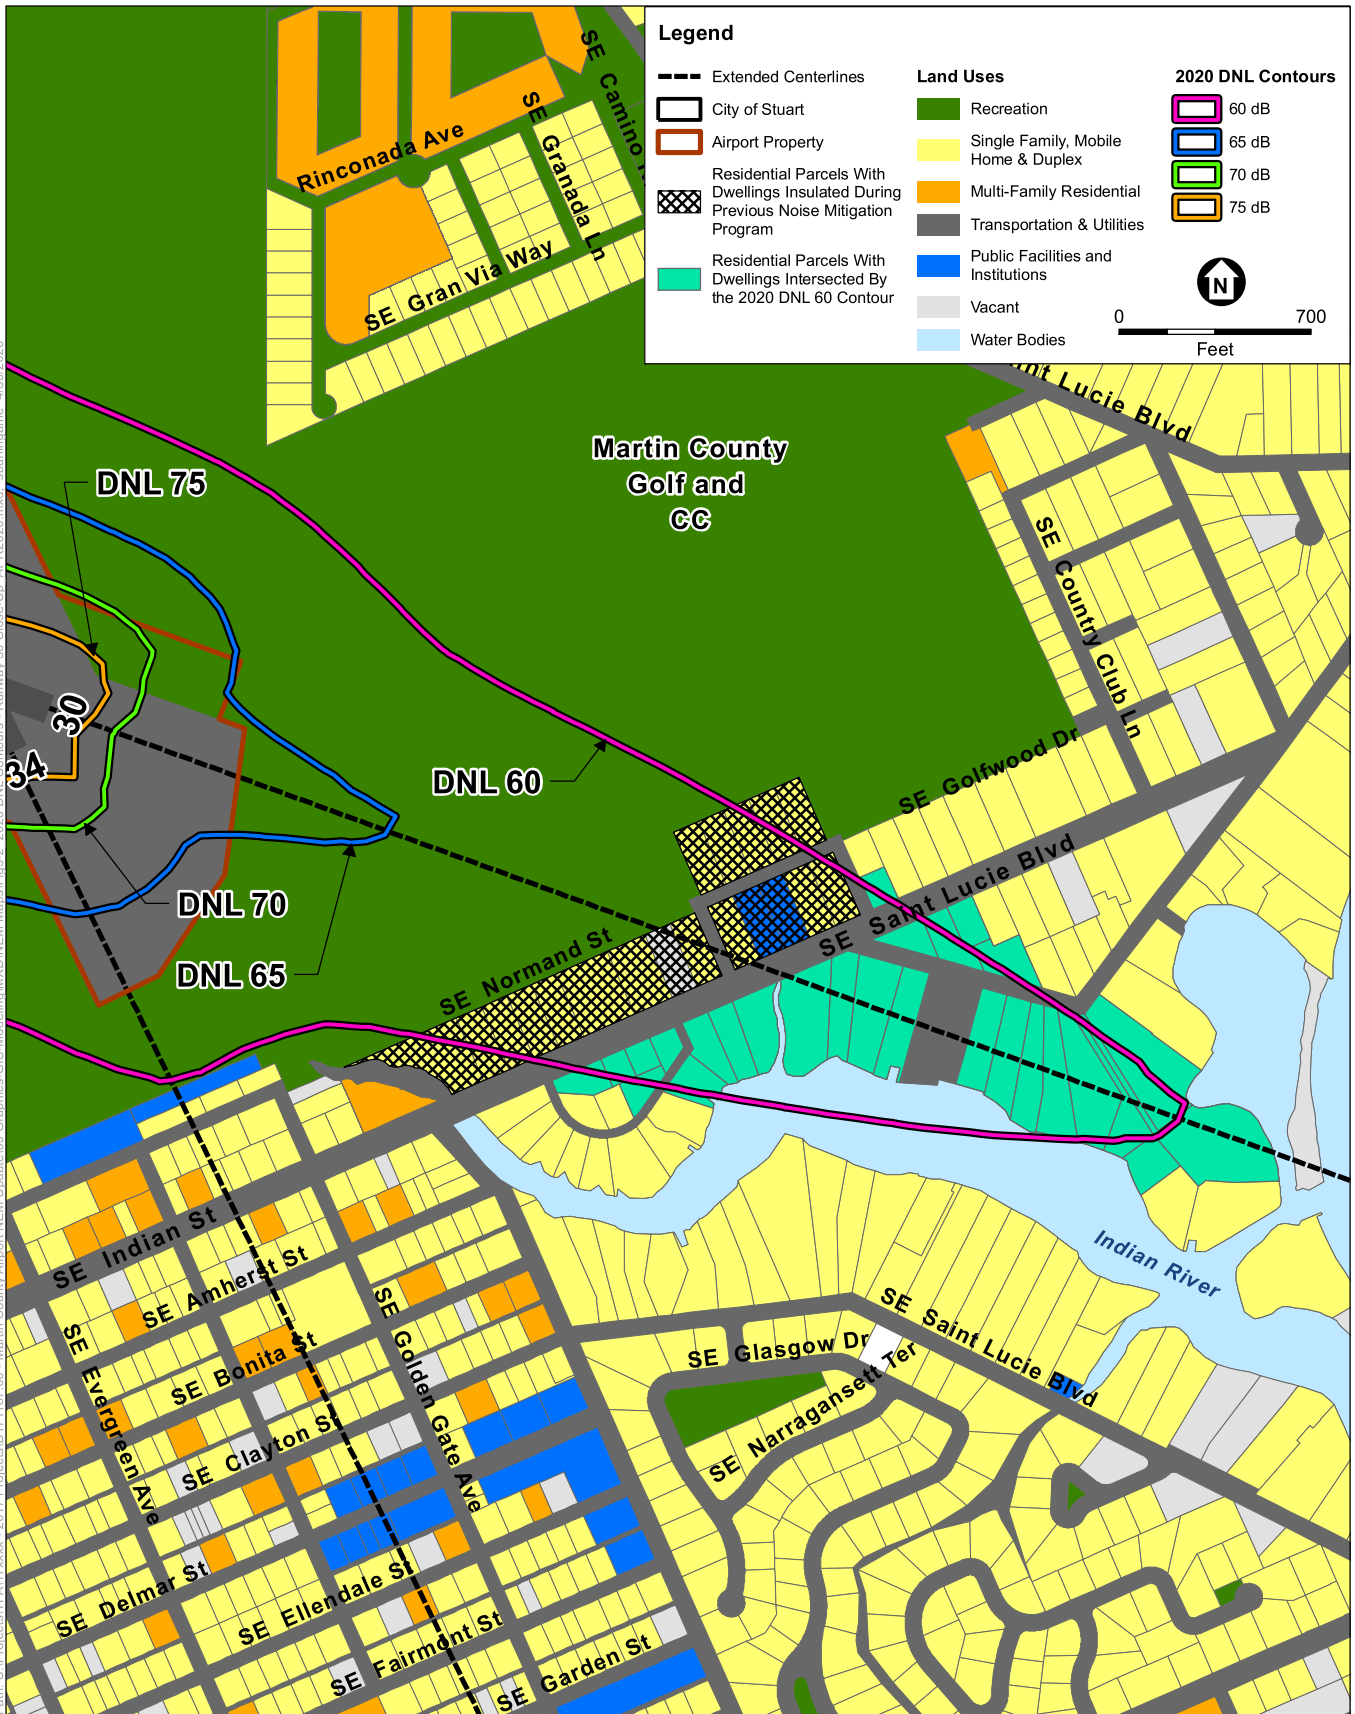 Legend
Extended Centerlines
City of Stuart
Airport Property
Residential Parcels With
Dwellings Insulated During
Previous Noise Mitigation
Program
Residential Parcels With
Dwellings Intersected By
the 2020 DNL 60 Contour
Land Uses
Recreation
Single Family, Mobile
Home & Duplex
Multi-Family Residential
Transportation & Utilities
Public Facilities and
Institutions
Vacant
Water Bodies
2020 DNL Contours
60 dB
65 dB
70 dB
75 dB
N
0 700
Feet
SE Camino
Rinconada Ave
SE Granada Ln
SE Gran Via Way
Lucie Blvd
Martin County
Golf and
CC
DNL 75
SE Country Club Ln
30
34
DNL 60
SE Golfwood Dr
DNL 70
DNL 65
SE Normand St
SE Saint Lucie Blvd
SE Indian St
SE Amherst St
SE Bonita St
SE Clayton St
SE Evergreen Ave
SE Golden Gate Ave
SE Delmar St
SE Ellendale St
SE Fairmont St
SE Garden St
Indian River
SE Saint Lucie Blvd
SE Glasgow Dr
SE Narragansett Ter